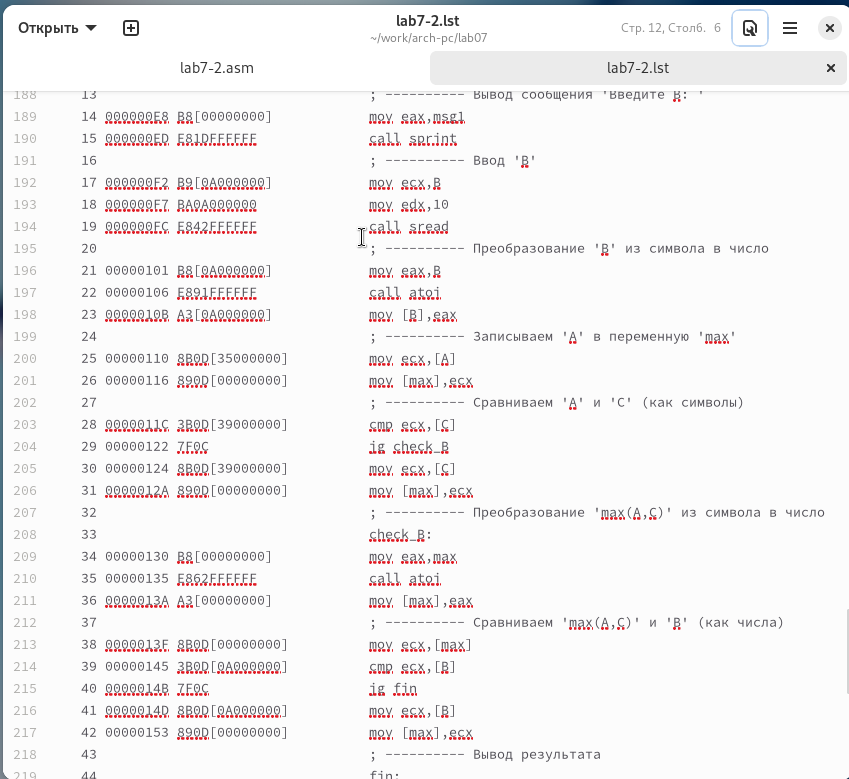 Открыть
lab7-2.lst
~/work/arch-pc/lab07
Стр. 12, Столб. 6
lab7-2.asm
lab7-2.lst
188 13 ; ---------- Вывод сообщения 'Введите B: '
189 14 000000E8 B8[00000000] mov eax,msg1
190 15 000000ED E81DFFFFFF call sprint
191 16 ; ---------- Ввод 'B'
192 17 000000F2 B9[0A000000] mov ecx,B
193 18 000000F7 BA0A000000 mov edx,10
194 19 000000FC E842FFFFFF call sread
195 20 ; ---------- Преобразование 'B' из символа в число
196 21 00000101 B8[0A000000] mov eax,B
197 22 00000106 E891FFFFFF call atoi
198 23 0000010B A3[0A000000] mov [B],eax
199 24 ; ---------- Записываем 'A' в переменную 'max'
200 25 00000110 8B0D[35000000] mov ecx,[A]
201 26 00000116 890D[00000000] mov [max],ecx
202 27 ; ---------- Сравниваем 'A' и 'C' (как символы)
203 28 0000011C 3B0D[39000000] cmp ecx,[C]
204 29 00000122 7F0C jg check_B
205 30 00000124 8B0D[39000000] mov ecx,[C]
206 31 0000012A 890D[00000000] mov [max],ecx
207 32 ; ---------- Преобразование 'max(A,C)' из символа в число
208 33 check_B:
209 34 00000130 B8[00000000] mov eax,max
210 35 00000135 E862FFFFFF call atoi
211 36 0000013A A3[00000000] mov [max],eax
212 37 ; ---------- Сравниваем 'max(A,C)' и 'B' (как числа)
213 38 0000013F 8B0D[00000000] mov ecx,[max]
214 39 00000145 3B0D[0A000000] cmp ecx,[B]
215 40 0000014B 7F0C jg fin
216 41 0000014D 8B0D[0A000000] mov ecx,[B]
217 42 00000153 890D[00000000] mov [max],ecx
218 43 ; ---------- Вывод результата
219 44 fin: